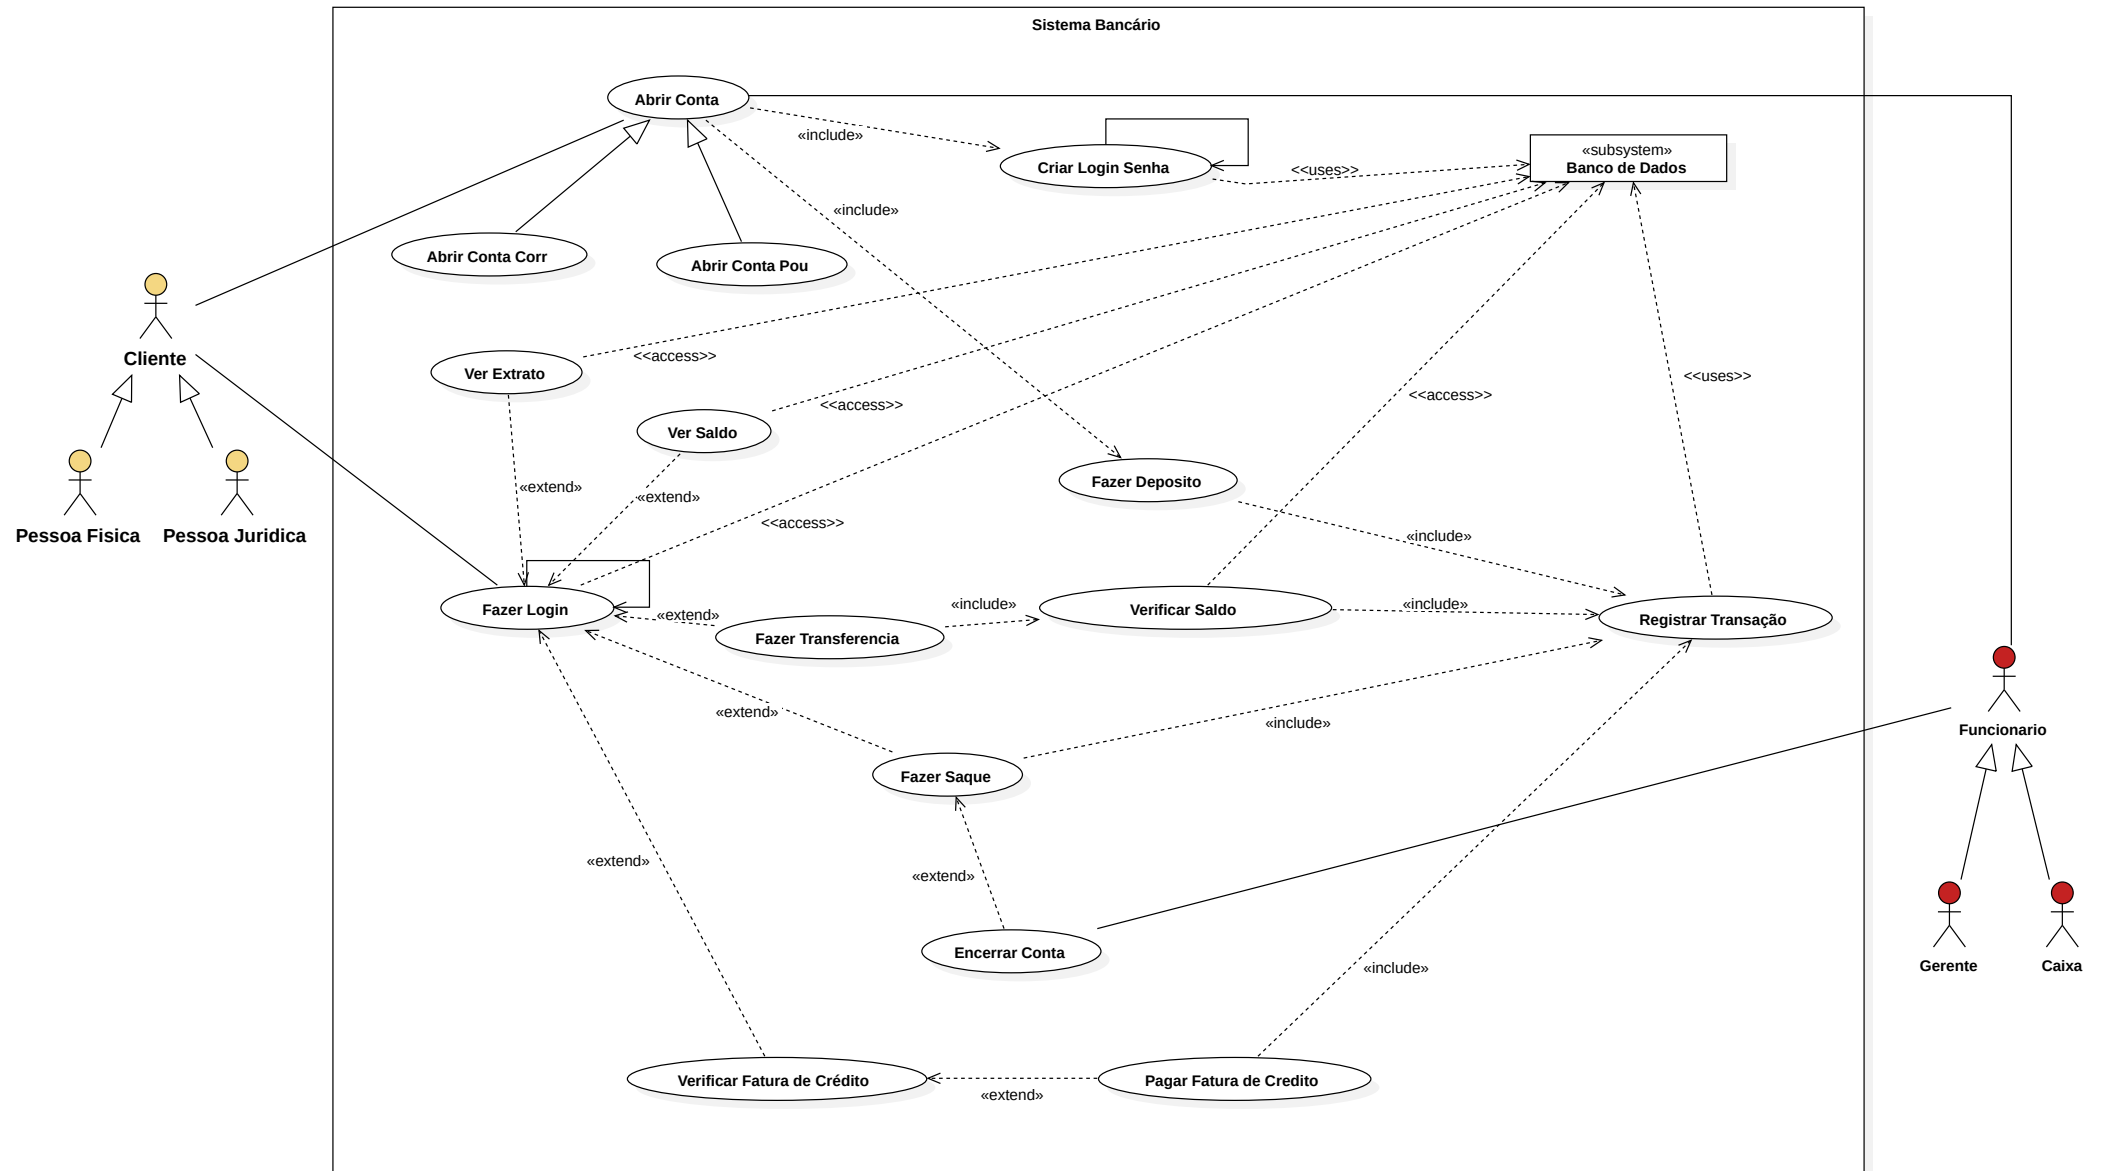 Sistema Bancário
Abrir Conta
«include»
Criar Login Senha
<<uses>>
«subsystem»
Banco de Dados
«include»
Abrir Conta Corr
Abrir Conta Pou
Cliente
<<access>>
Ver Extrato
<<access>>
<<access>>
<<uses>>
Ver Saldo
Fazer Deposito
«extend»
«extend»
<<access>>
«include»
Pessoa Fisica
Pessoa Juridica
Fazer Login
«extend»
«include»
Verificar Saldo
«include»
Registrar Transação
Fazer Transferencia
«extend»
«include»
Funcionario
Fazer Saque
«extend»
«extend»
Encerrar Conta
«include»
Gerente
Caixa
Verificar Fatura de Crédito
«extend»
Pagar Fatura de Credito